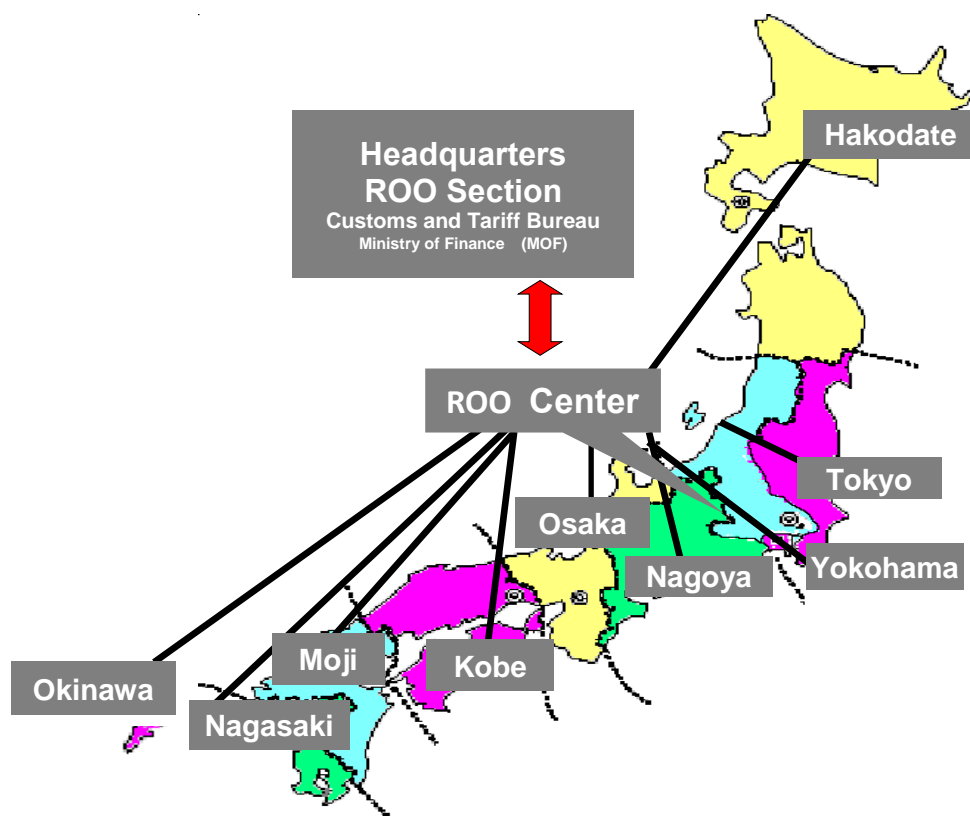 Hakodate
Headquarters
ROO Section
Customs and Tariff Bureau
Ministry of Finance (MOF)
ROO Center
Tokyo
Osaka
Yokohama
Nagoya
Moji
Kobe
Okinawa
Nagasaki